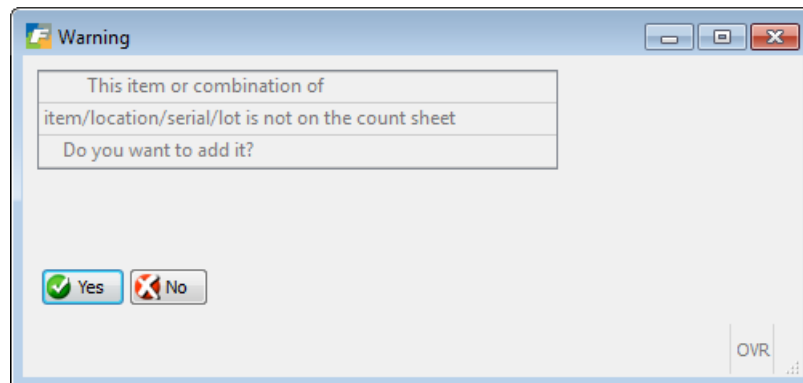 Warning
This item or combination of
item/location/serial/lot is not on the count sheet
Do you want to add it?
Yes No
OVR